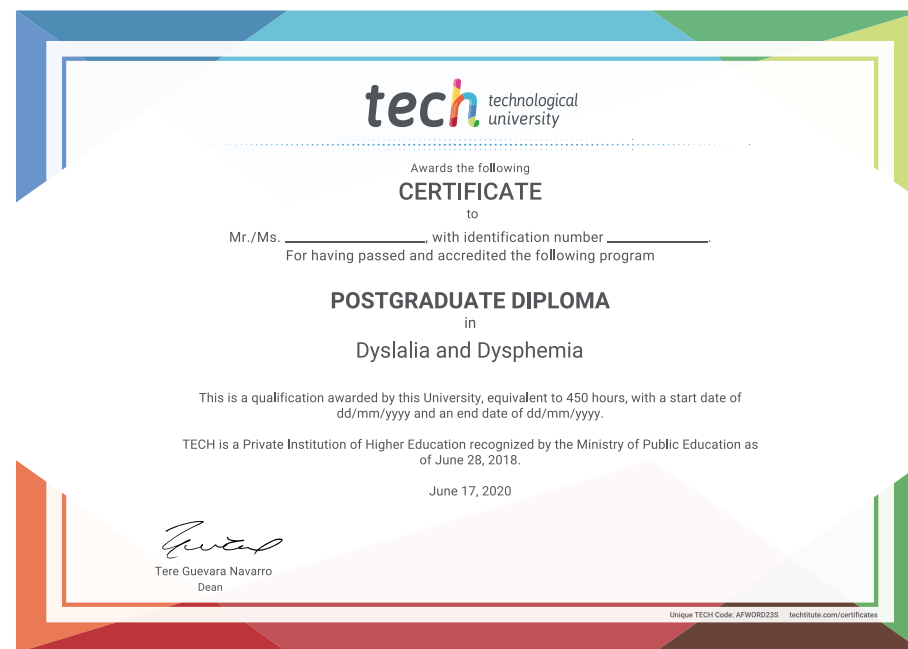 tech technological
university
Awards the following
CERTIFICATE
to
Mr./Ms. ____________________, with identification number ______________.
For having passed and accredited the following program
POSTGRADUATE DIPLOMA
in
Dyslalia and Dysphemia
This is a qualification awarded by this University, equivalent to 450 hours, with a start date of
dd/mm/yyyy and an end date of dd/mm/yyyy.
TECH is a Private Institution of Higher Education recognized by the Ministry of Public Education as
of June 28, 2018.
June 17, 2020
Tere Guevara Navarro
Dean
Unique TECH Code: AFWORD23S techtitute.com/certificates